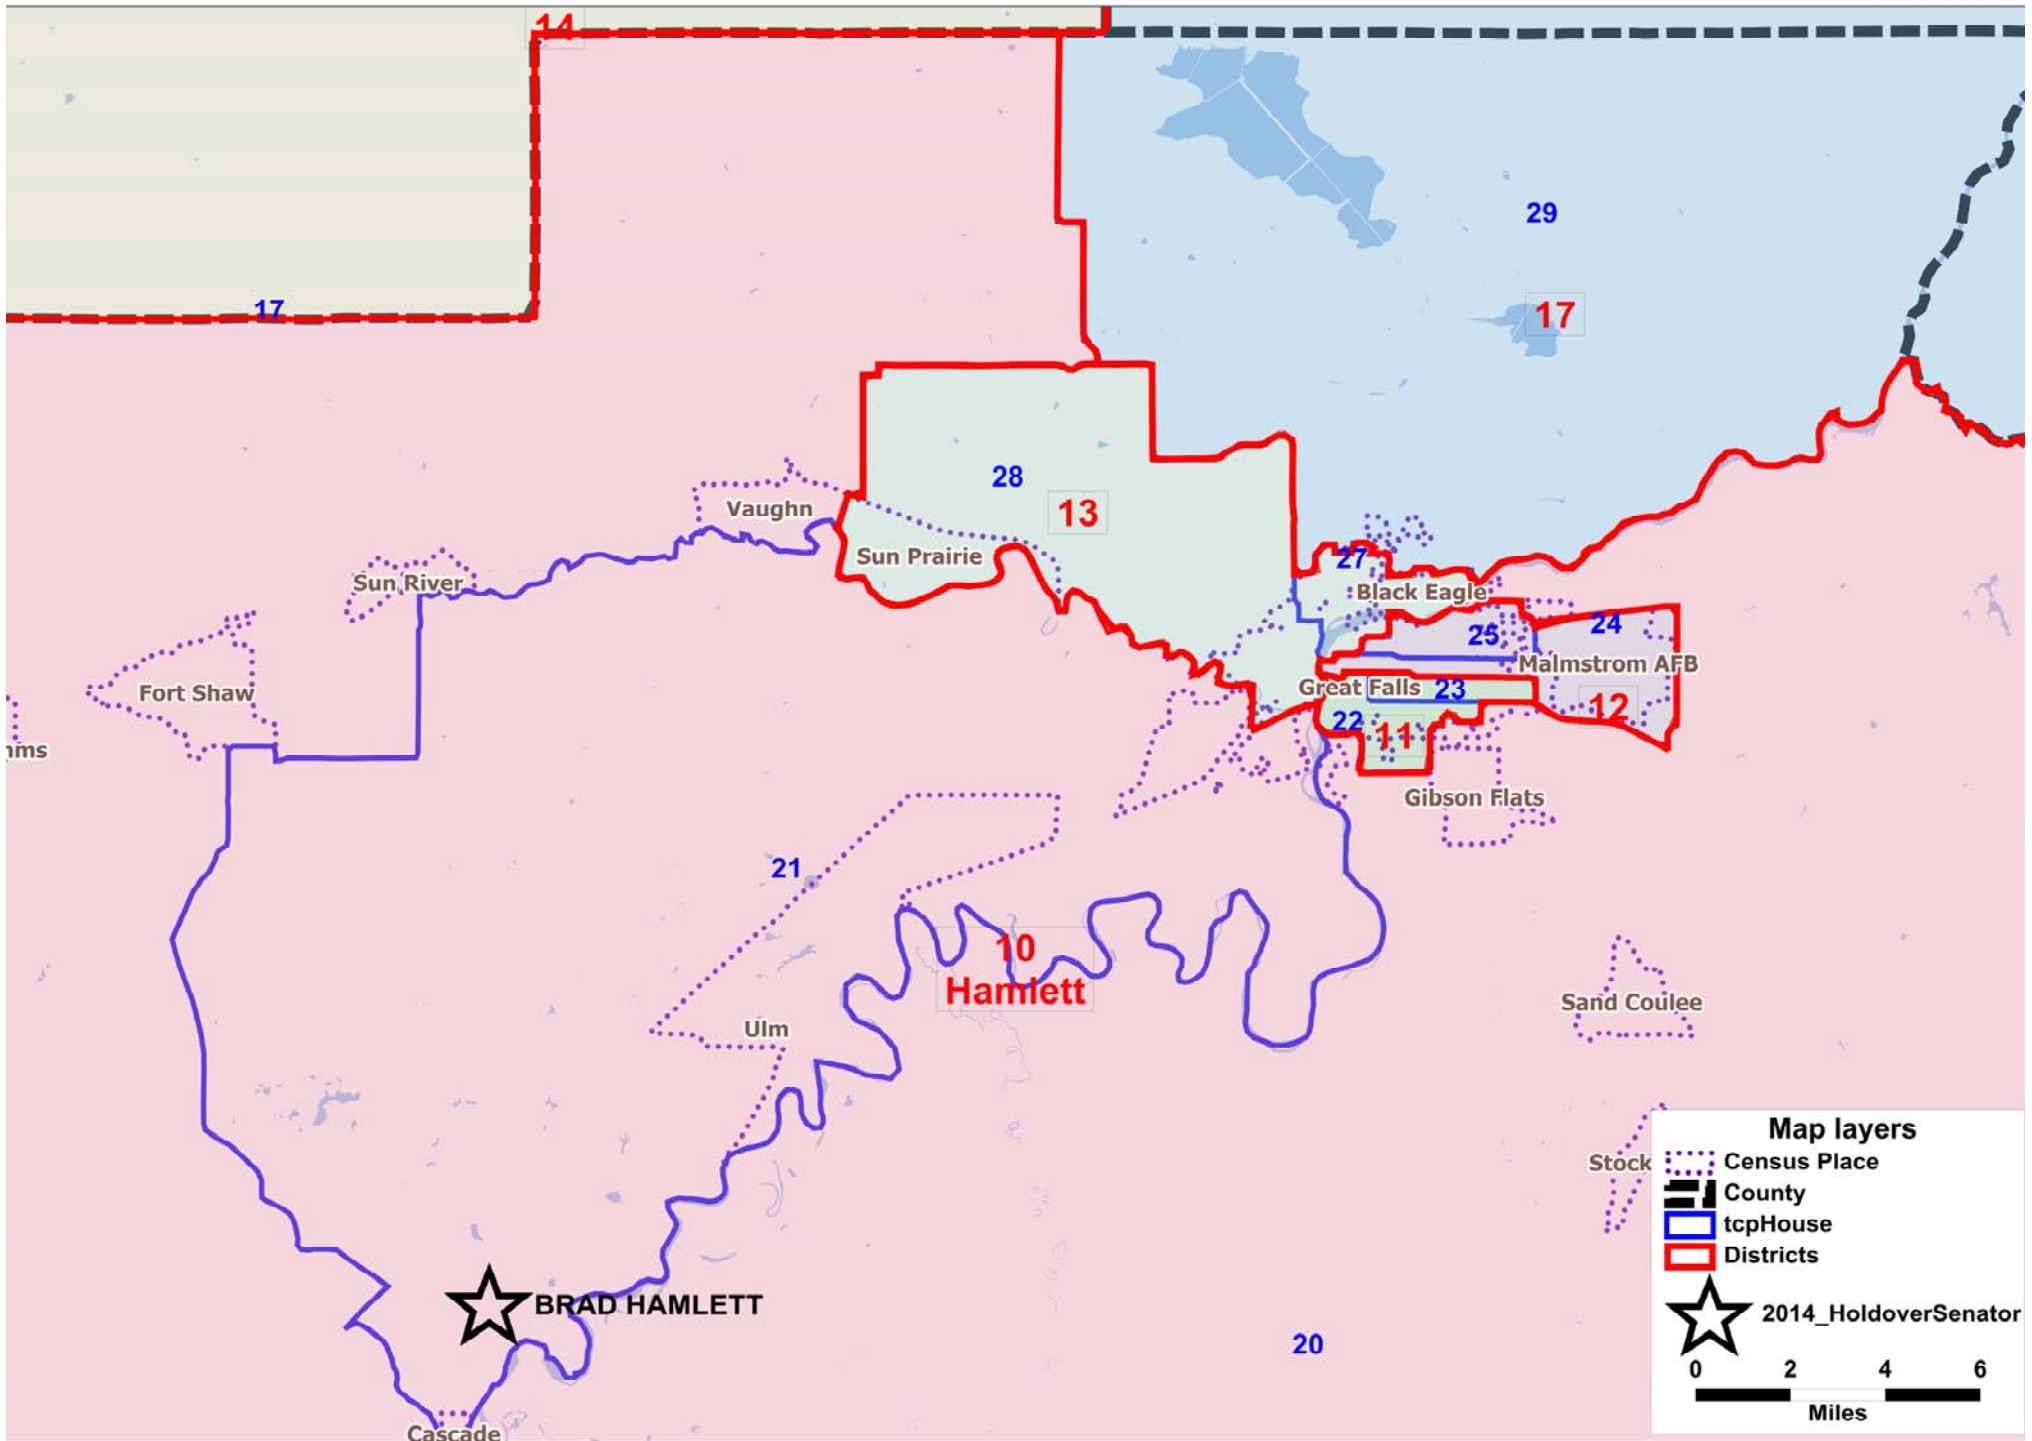 14
29
17
17
28
13
Vaughn
Sun Prairie
27
Sun River
Black Eagle
24
25
Malmstrom AFB
Fort Shaw
Great Falls
23
12
22
11
Gibson Flats
21
10
Hamlett
Sand Coulee
Ulm
Stock
BRAD HAMLETT
20
Cascade
Map layers
Census Place
County
tcpHouse
Districts
2014_HoldoverSenator
0 2 4 6
Miles